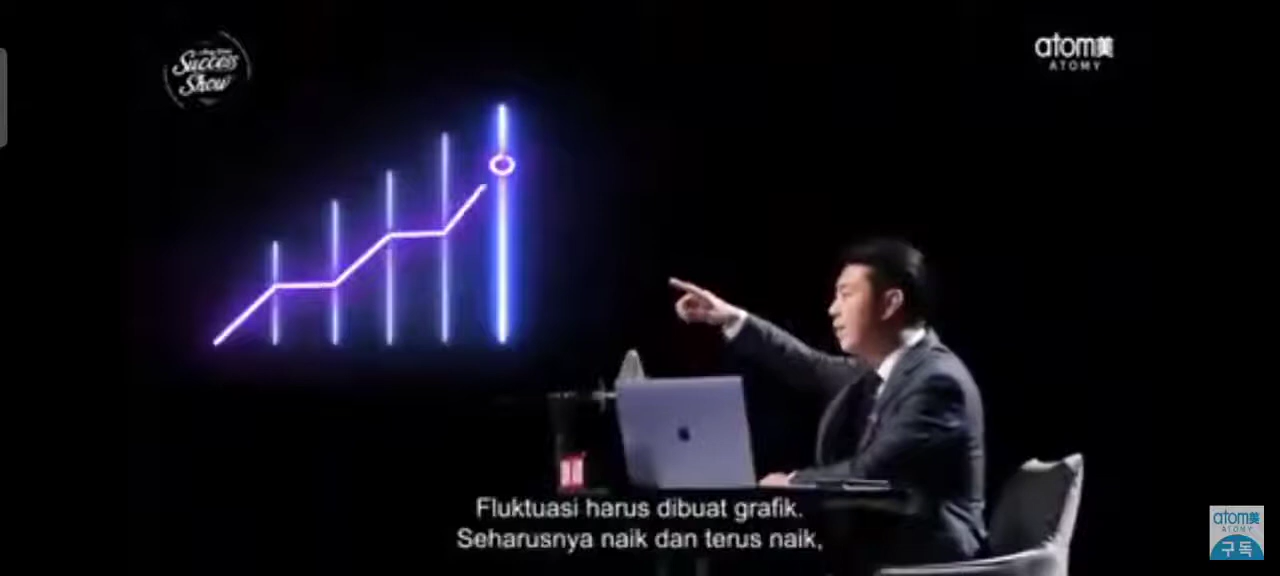 Success
Show
atom美
ATOMY
Fluktuasi harus dibuat grafik.
Seharusnya naik dan terus naik,
atom美
ATOMY
구독